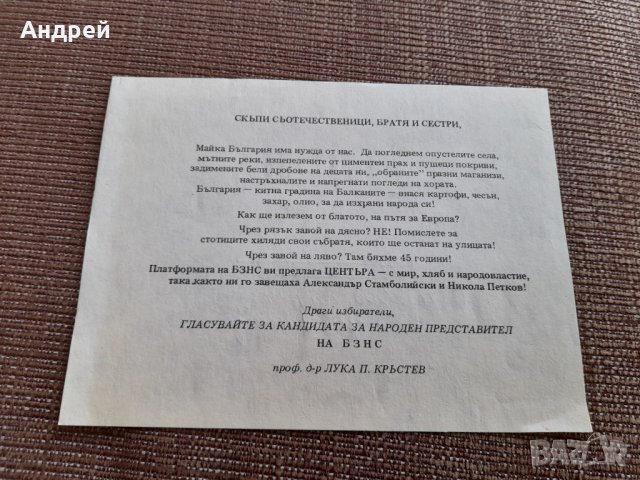 Андрей
СКЪПИ СЪОТЕЧЕСТВЕНИЦИ, БРАТЯ И СЕСТРИ,
Майка България има нужда от нас. Да погледнем опустелите села,
мътните реки, изпепелените от циментен прах и пушеци покриви,
задимените бели дробове на децата ни, „обраните" празни магазини,
настръхналите и напрегнати погледи на хората.
България — китна градина на Балканите — внася картофи, чесън,
захар, олио, за да изхрани народа си!
Как ще излезем от блатото, на пътя за Европа?
Чрез рязък завой на дясно? НЕ! Помислете за
стотиците хиляди свои събратя, които ще останат на улицата!
Чрез завой на ляво? Там бяхме 45 години!
Платформата на БЗНС ви предлага ЦЕНТЪРА — с мир, хляб и народовластие,
така, както ни го завещаха Александър Стамболийски и Никола Петков!
Драги избиратели,
ГЛАСУВАЙТЕ ЗА КАНДИДАТА ЗА НАРОДЕН ПРЕДСТАВИТЕЛ
НА БЗНС
проф. д-р ЛУКА П. КРЪСТЕВ
BAZAR